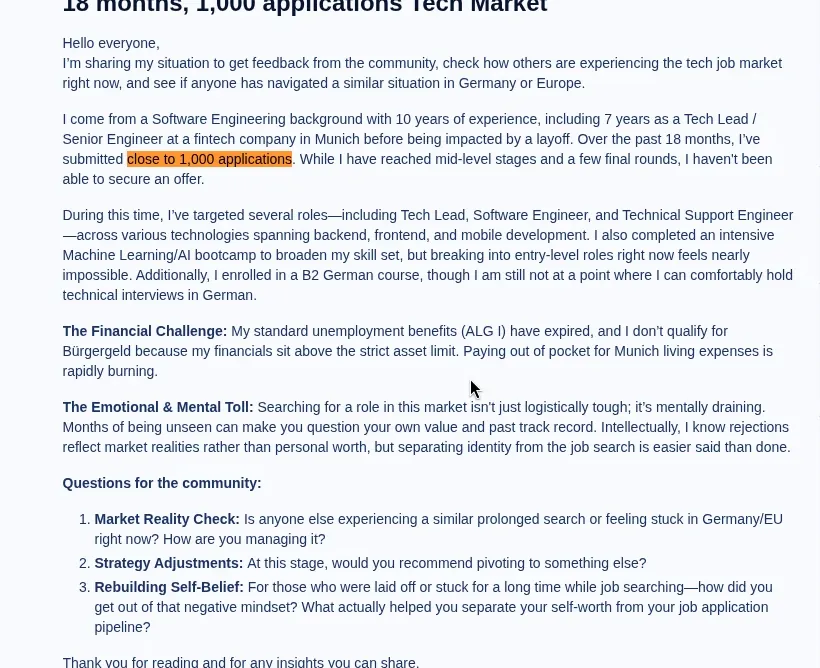 18 months, 1,000 applications Tech Market
Hello everyone,
I'm sharing my situation to get feedback from the community, check how others are experiencing the tech job market
right now, and see if anyone has navigated a similar situation in Germany or Europe.
I come from a Software Engineering background with 10 years of experience, including 7 years as a Tech Lead /
Senior Engineer at a fintech company in Munich before being impacted by a layoff. Over the past 18 months, I've
submitted close to 1,000 applications. While I have reached mid-level stages and a few final rounds, I haven't been
able to secure an offer.
During this time, I've targeted several roles—including Tech Lead, Software Engineer, and Technical Support Engineer
—across various technologies spanning backend, frontend, and mobile development. I also completed an intensive
Machine Learning/AI bootcamp to broaden my skill set, but breaking into entry-level roles right now feels nearly
impossible. Additionally, I enrolled in a B2 German course, though I am still not at a point where I can comfortably hold
technical interviews in German.
The Financial Challenge: My standard unemployment benefits (ALG I) have expired, and I don't qualify for
Bürgergeld because my financials sit above the strict asset limit. Paying out of pocket for Munich living expenses is
rapidly burning.
The Emotional & Mental Toll: Searching for a role in this market isn't just logistically tough; it's mentally draining.
Months of being unseen can make you question your own value and past track record. Intellectually, I know rejections
reflect market realities rather than personal worth, but separating identity from the job search is easier said than done.
Questions for the community:
1. Market Reality Check: Is anyone else experiencing a similar prolonged search or feeling stuck in Germany/EU
right now? How are you managing it?
2. Strategy Adjustments: At this stage, would you recommend pivoting to something else?
3. Rebuilding Self-Belief: For those who were laid off or stuck for a long time while job searching—how did you
get out of that negative mindset? What actually helped you separate your self-worth from your job application
pipeline?
Thank you for reading and for any insights you can share.